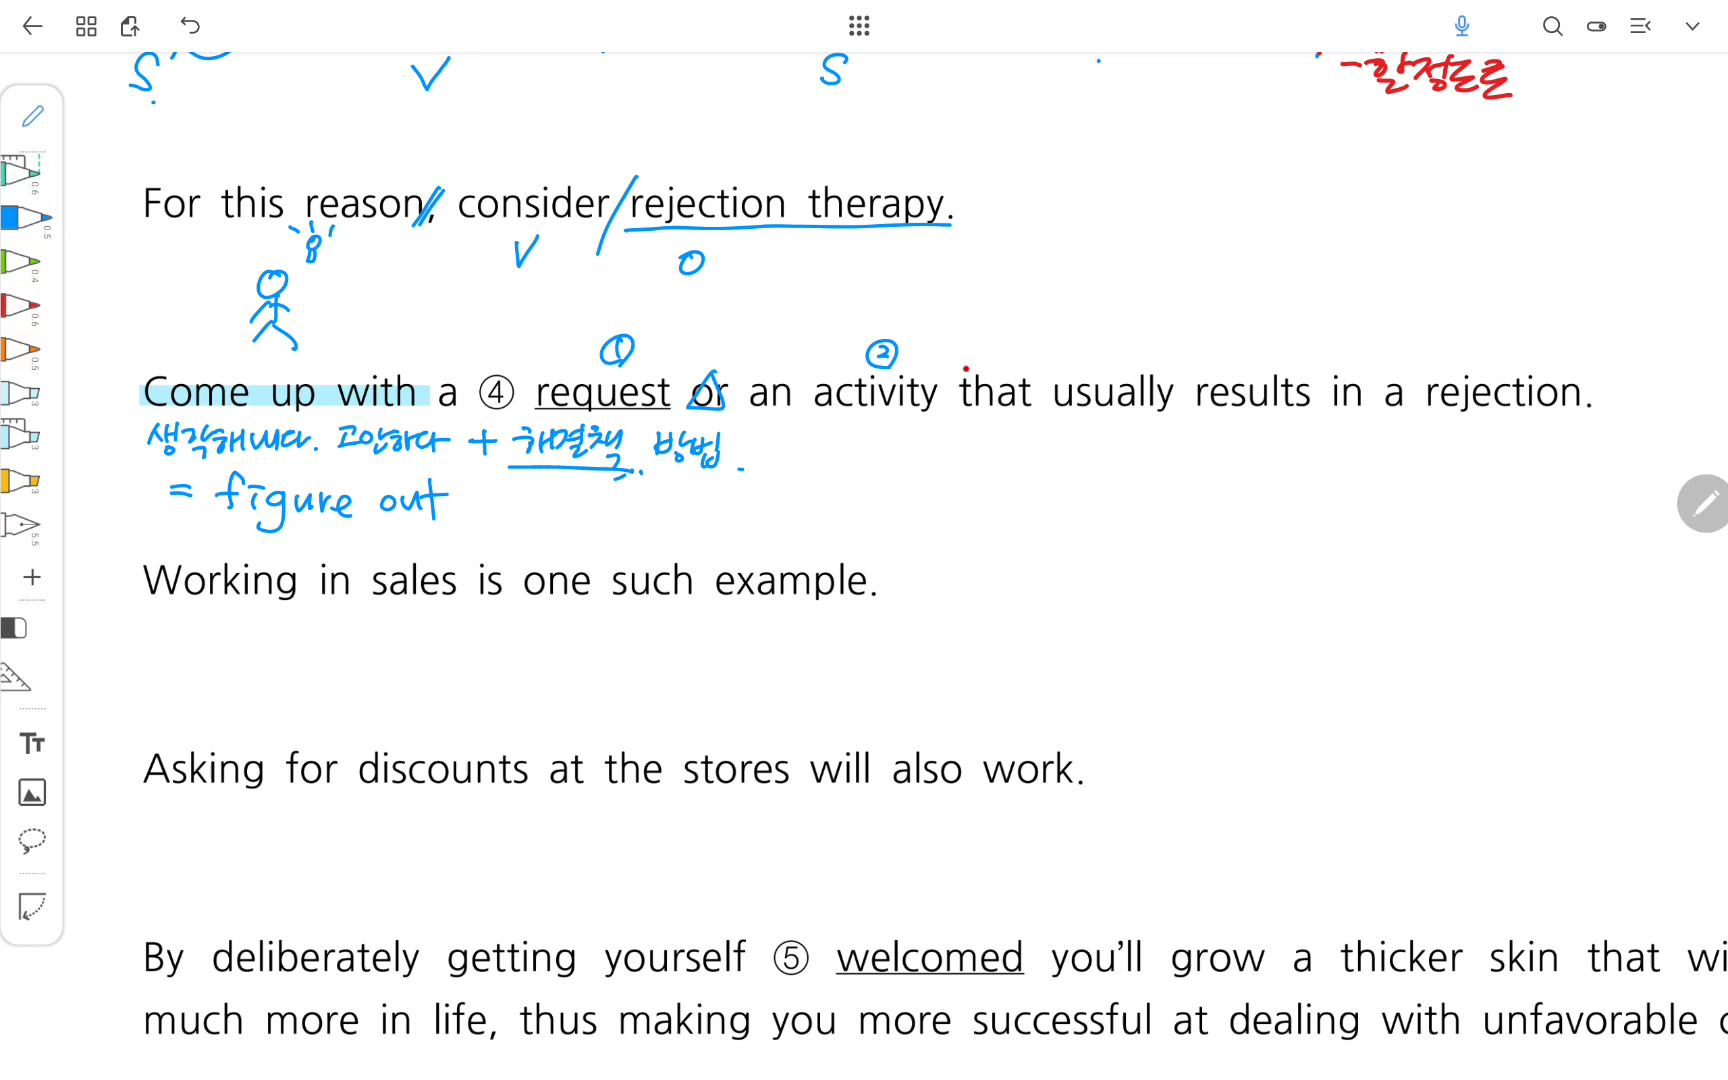 S V S -할정도로
For this reason, consider rejection therapy.
V O
① ②
Come up with a ④ request or an activity that usually results in a rejection.
생각해내다. 고안하다 + 해결책. 방법.
= figure out
Working in sales is one such example.
Asking for discounts at the stores will also work.
By deliberately getting yourself ⑤ welcomed you'll grow a thicker skin that wi
much more in life, thus making you more successful at dealing with unfavorable